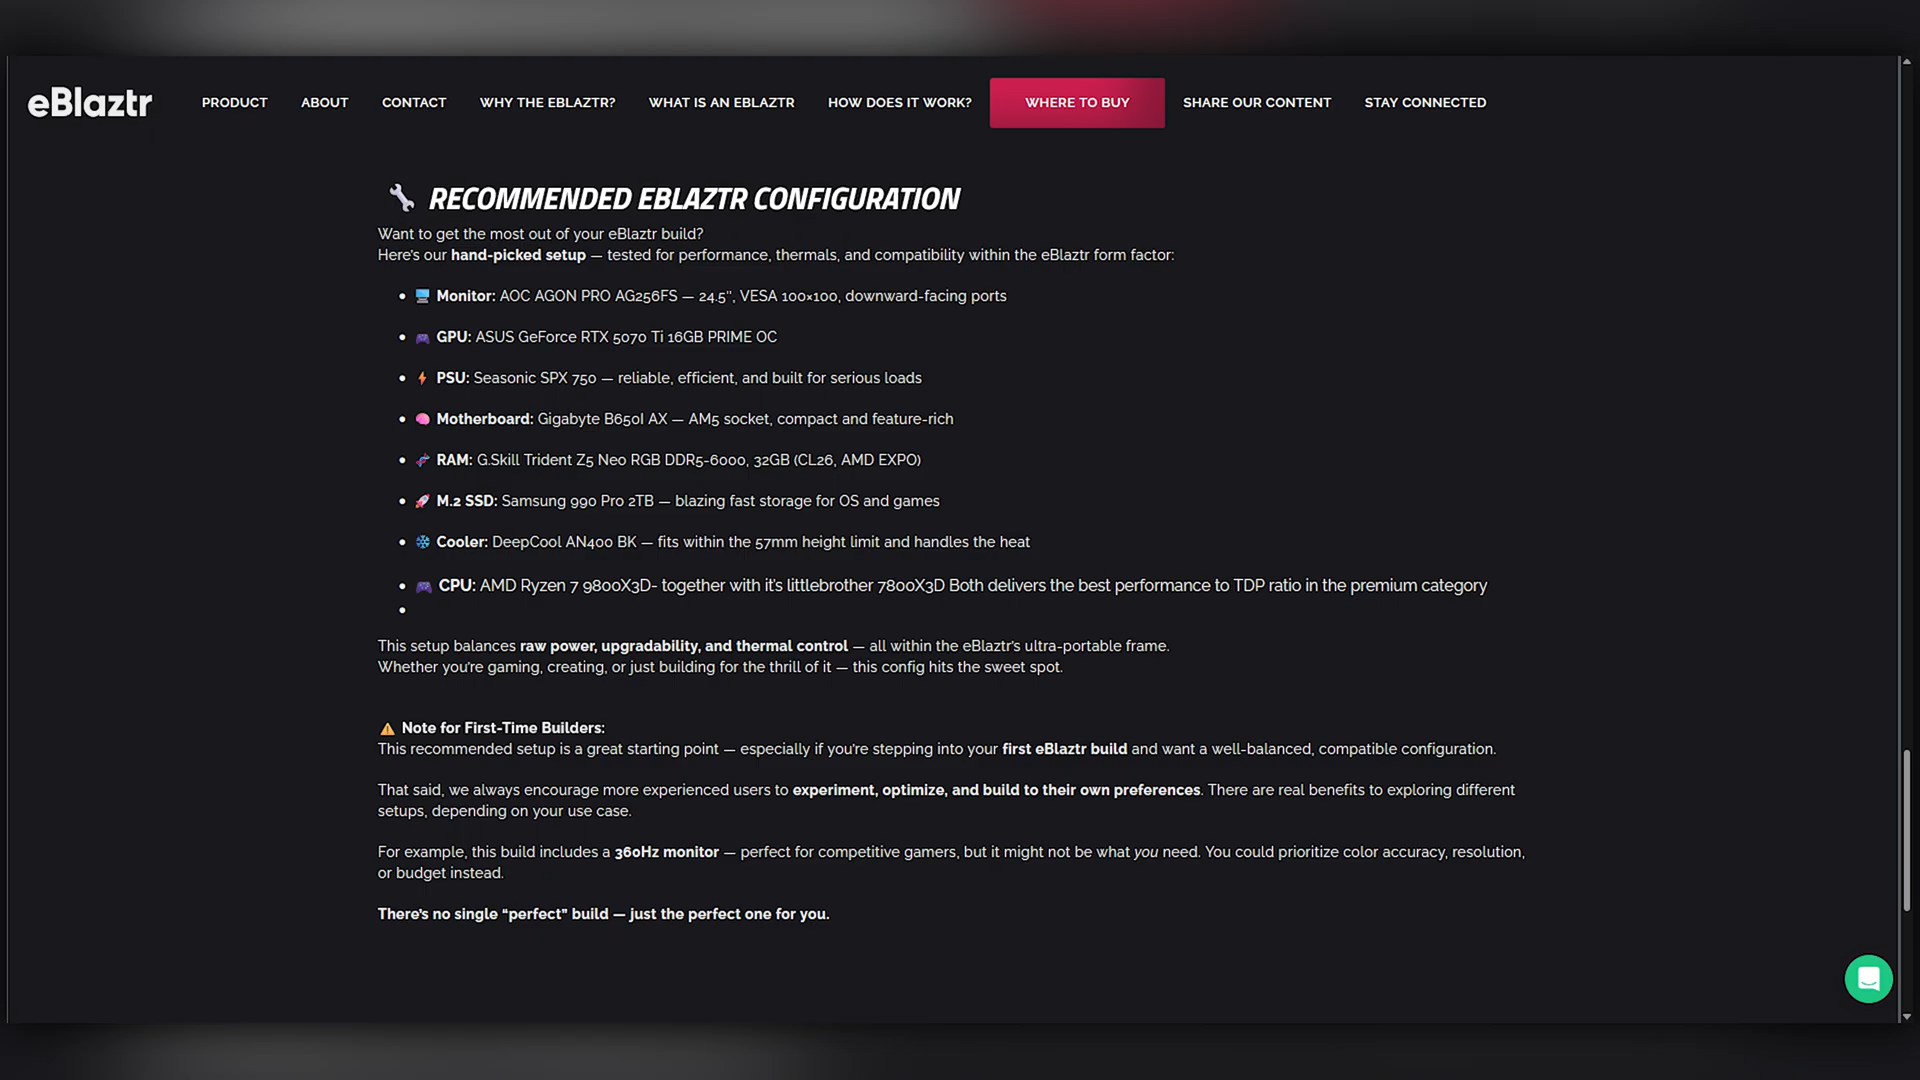 eBlaztr
PRODUCT
ABOUT
CONTACT
WHY THE EBLAZTR?
WHAT IS AN EBLAZTR
HOW DOES IT WORK?
WHERE TO BUY
SHARE OUR CONTENT
STAY CONNECTED
RECOMMENDED EBLAZTR CONFIGURATION
Want to get the most out of your eBlaztr build?
Here's our hand-picked setup — tested for performance, thermals, and compatibility within the eBlaztr form factor:
Monitor: AOC AGON PRO AG256FS — 24.5", VESA 100×100, downward-facing ports
GPU: ASUS GeForce RTX 5070 Ti 16GB PRIME OC
PSU: Seasonic SPX 750 — reliable, efficient, and built for serious loads
Motherboard: Gigabyte B650I AX — AM5 socket, compact and feature-rich
RAM: G.Skill Trident Z5 Neo RGB DDR5-6000, 32GB (CL26, AMD EXPO)
M.2 SSD: Samsung 990 Pro 2TB — blazing fast storage for OS and games
Cooler: DeepCool AN400 BK — fits within the 57mm height limit and handles the heat
CPU: AMD Ryzen 7 9800X3D- together with it's littlebrother 7800X3D Both delivers the best performance to TDP ratio in the premium category
This setup balances raw power, upgradability, and thermal control — all within the eBlaztr's ultra-portable frame.
Whether you're gaming, creating, or just building for the thrill of it — this config hits the sweet spot.
Note for First-Time Builders:
This recommended setup is a great starting point — especially if you're stepping into your first eBlaztr build and want a well-balanced, compatible configuration.
That said, we always encourage more experienced users to experiment, optimize, and build to their own preferences. There are real benefits to exploring different
setups, depending on your use case.
For example, this build includes a 360Hz monitor — perfect for competitive gamers, but it might not be what you need. You could prioritize color accuracy, resolution,
or budget instead.
There's no single “perfect” build — just the perfect one for you.